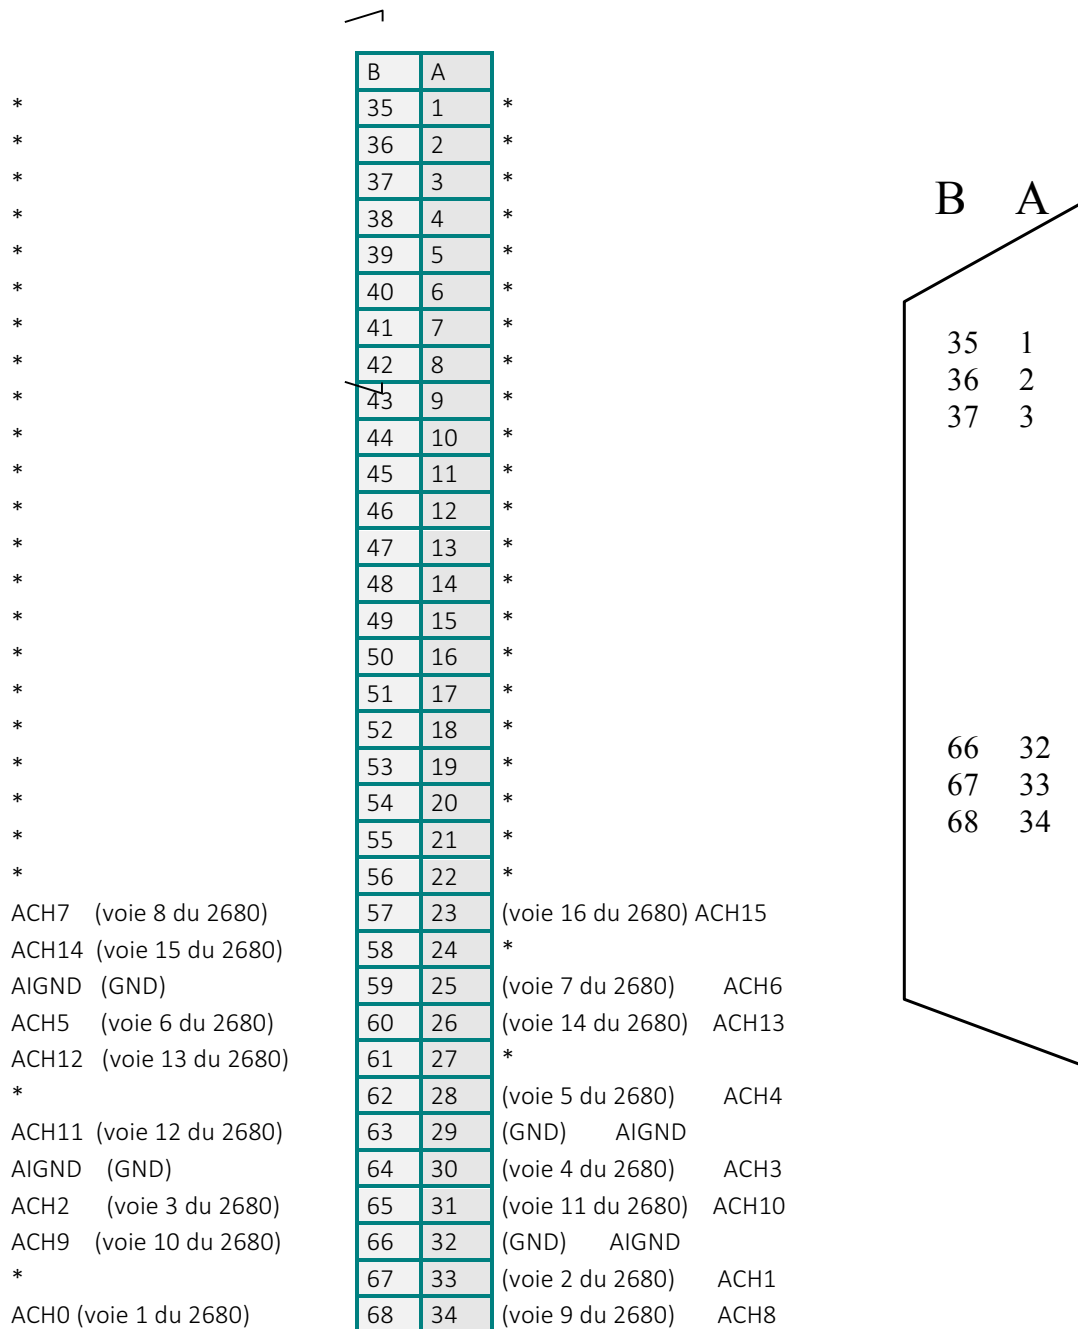 B A
* 35 1 *
* 36 2 *
* 37 3 *
* 38 4 *
* 39 5 *
* 40 6 *
* 41 7 *
* 42 8 *
* 43 9 *
* 44 10 *
* 45 11 *
* 46 12 *
* 47 13 *
* 48 14 *
* 49 15 *
* 50 16 *
* 51 17 *
* 52 18 *
* 53 19 *
* 54 20 *
* 55 21 *
* 56 22 *
ACH7 (voie 8 du 2680) 57 23 (voie 16 du 2680) ACH15
ACH14 (voie 15 du 2680) 58 24 *
AIGND (GND) 59 25 (voie 7 du 2680) ACH6
ACH5 (voie 6 du 2680) 60 26 (voie 14 du 2680) ACH13
ACH12 (voie 13 du 2680) 61 27 *
* 62 28 (voie 5 du 2680) ACH4
ACH11 (voie 12 du 2680) 63 29 (GND) AIGND
AIGND (GND) 64 30 (voie 4 du 2680) ACH3
ACH2 (voie 3 du 2680) 65 31 (voie 11 du 2680) ACH10
ACH9 (voie 10 du 2680) 66 32 (GND) AIGND
* 67 33 (voie 2 du 2680) ACH1
ACH0 (voie 1 du 2680) 68 34 (voie 9 du 2680) ACH8
B A
35 1
36 2
37 3
66 32
67 33
68 34